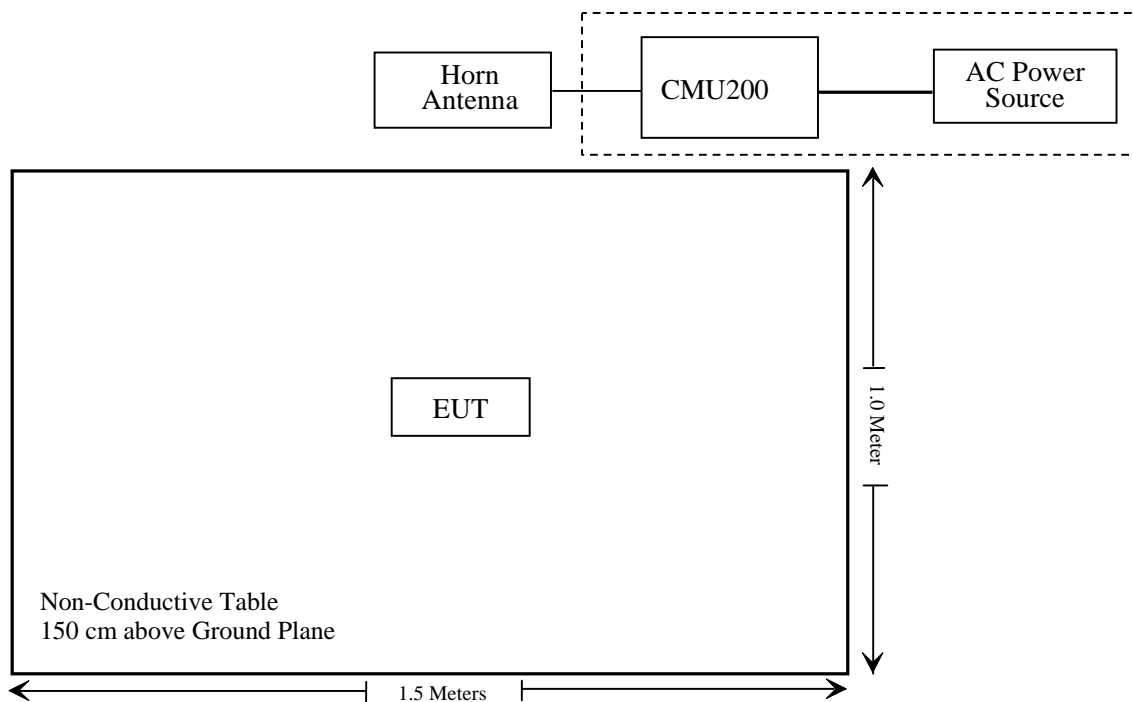 Horn
Antenna
CMU200
AC Power
Source
EUT
1.0 Meter
Non-Conductive Table
150 cm above Ground Plane
1.5 Meters